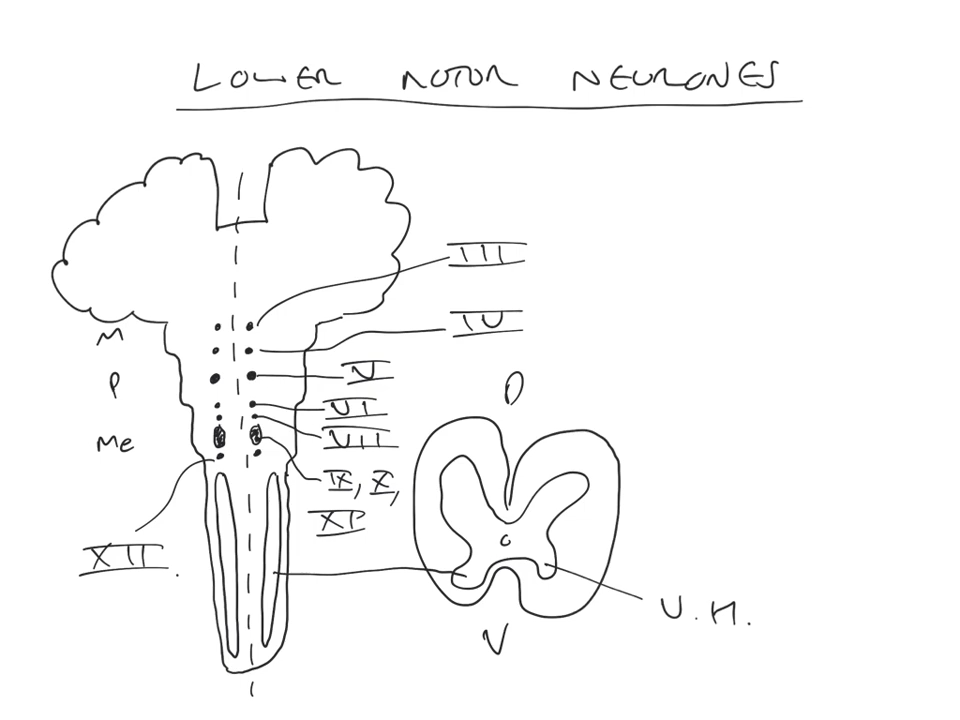 LOWER MOTOR NEURONES
III
IV
M
V
P
D
VI
VII
Me
IX, X,
XI
XII.
V.H.
V